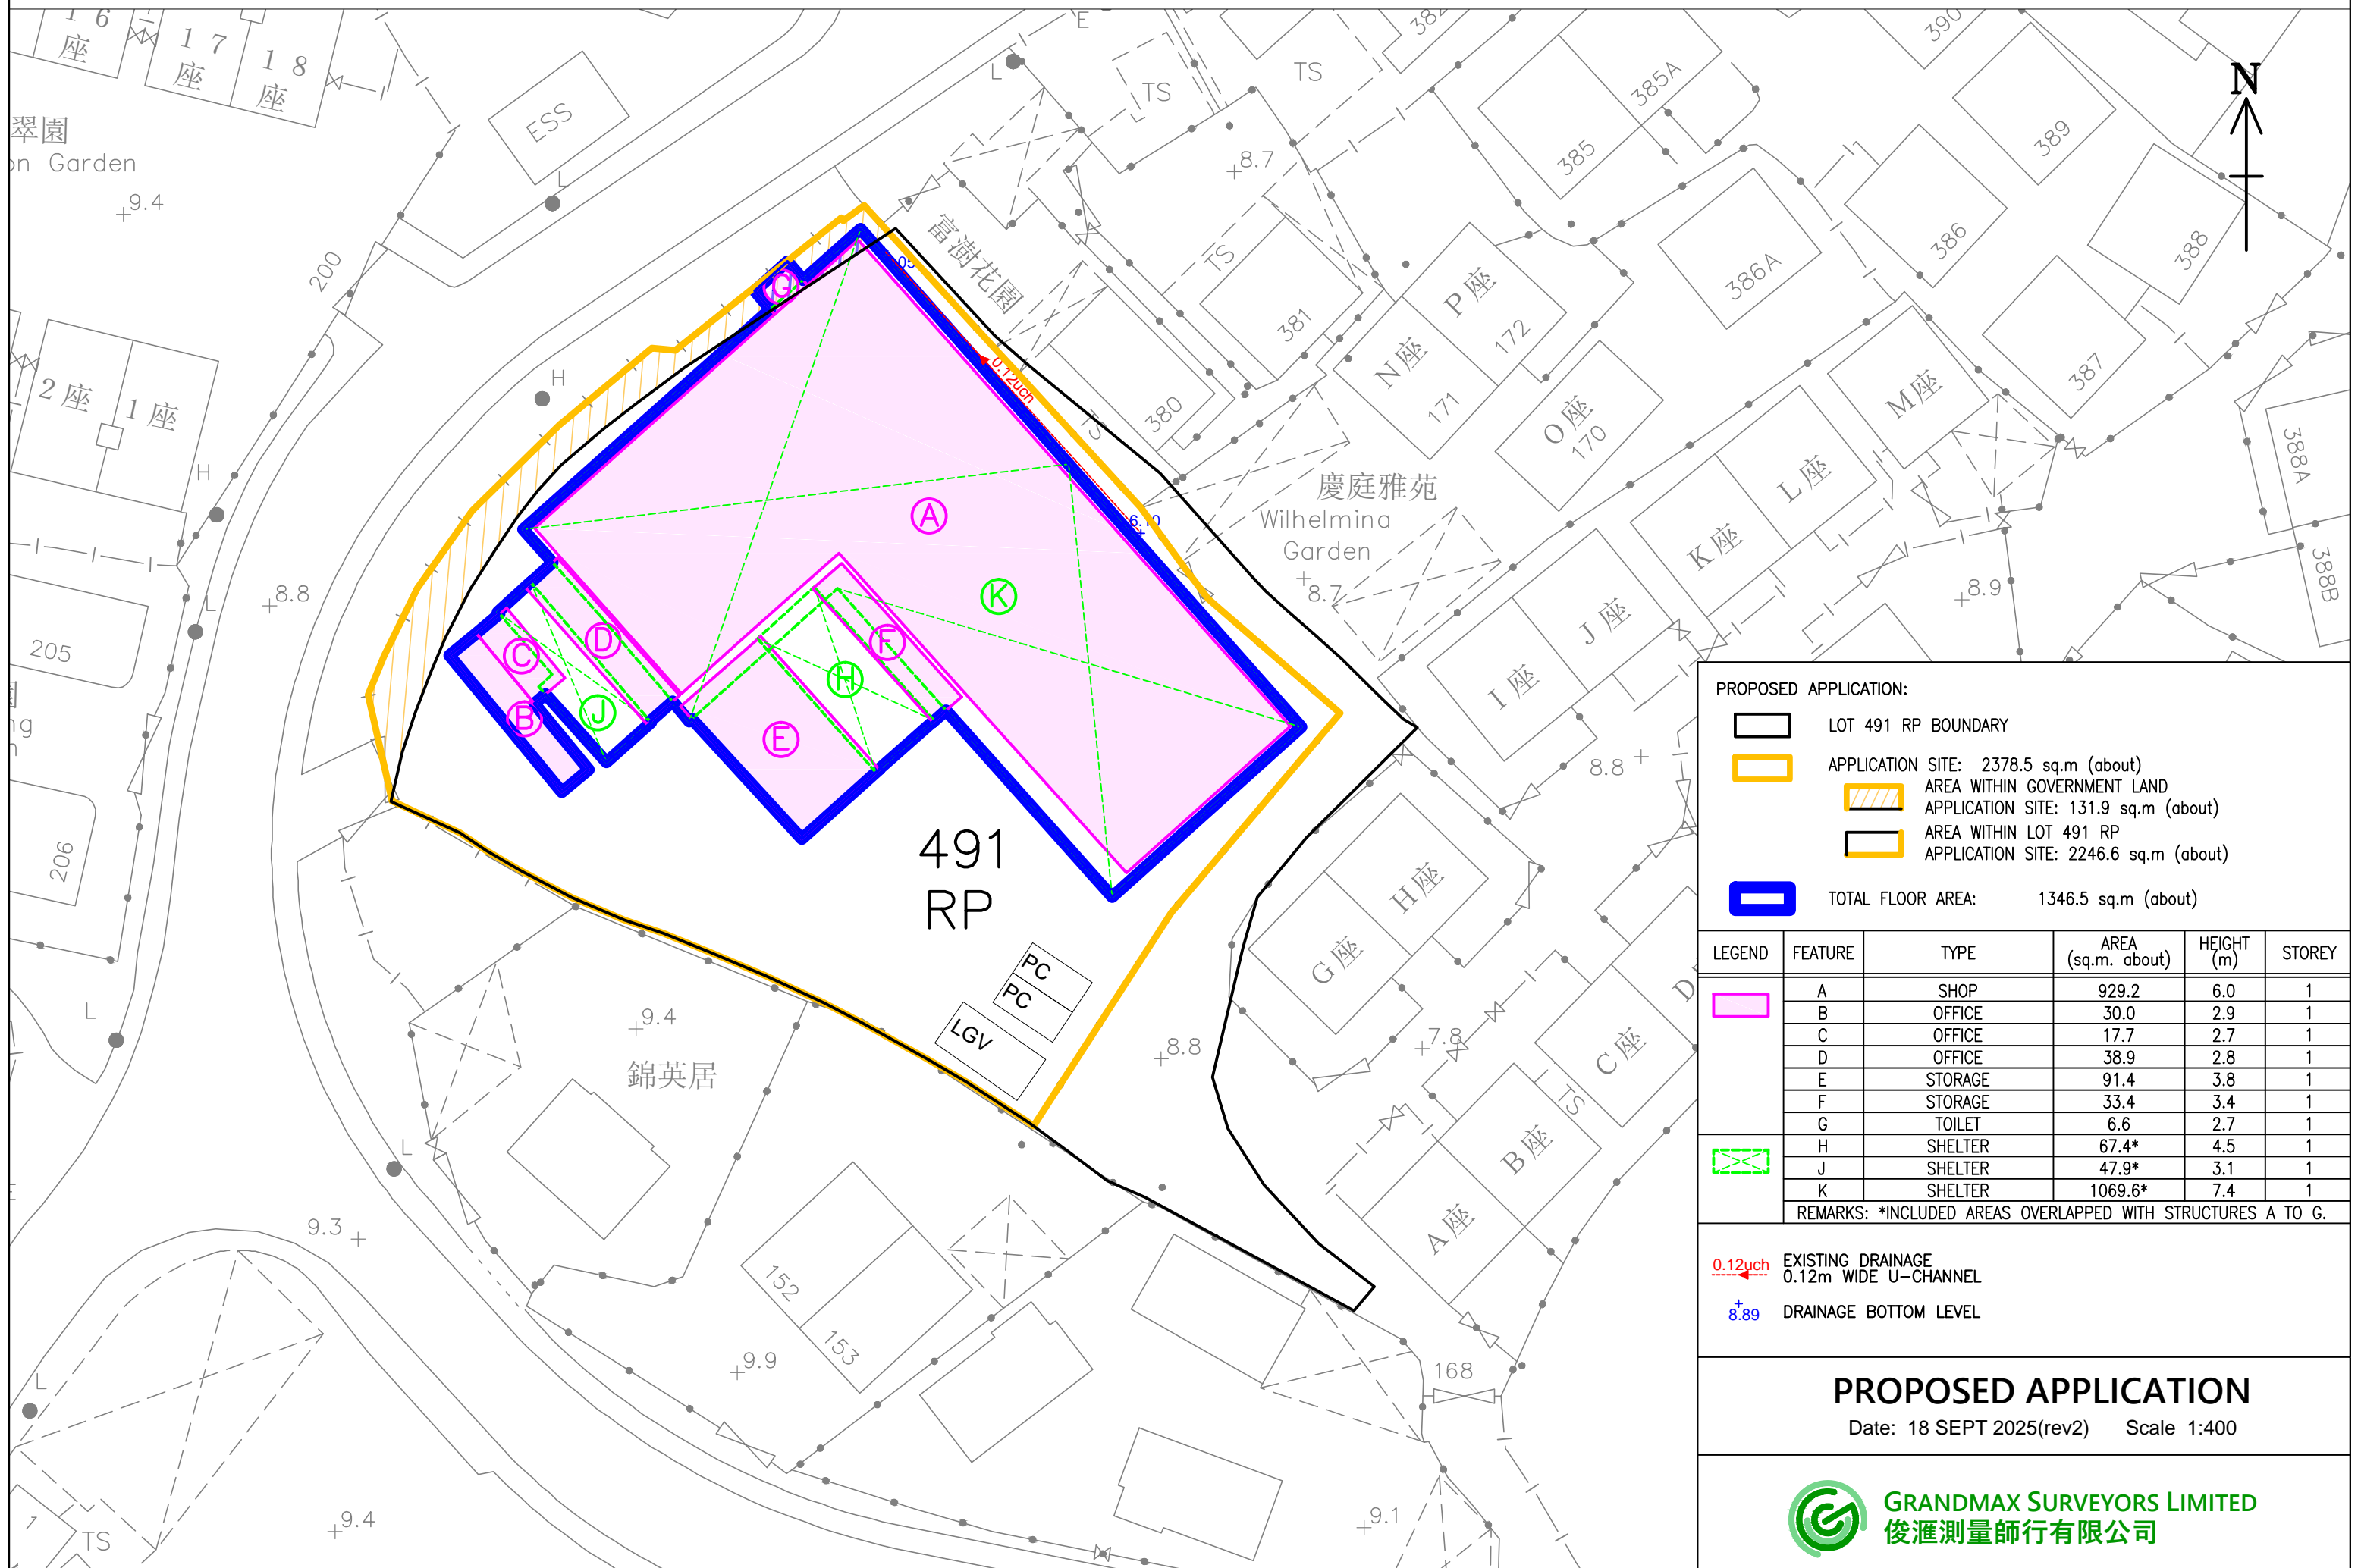 1 6
座
1 7
座
1 8
座
翠園
on Garden
9.4
ESS
L
L
E
TS
TS
382
385A
385
390
389
386
386A
388
387
N
8.7
富澍花園
TS
381
380
TS
P座
172
N座
171
O座
170
M座
L座
K座
J座
I座
388A
388B
8.9
200
2座
1座
H
H
L
8.8
205
206
慶庭雅苑
Wilhelmina
Garden
8.7
0.12uch
6.10
G
A
K
D
C
B
J
F
H
E
491
RP
PC
PC
LGV
8.8
8.8
7.8
H座
G座
C座
D
TS
B座
A座
168
L
9.4
錦英居
L
9.3
152
153
9.9
L
9.4
9.1
1
TS
PROPOSED APPLICATION:
LOT 491 RP BOUNDARY
APPLICATION SITE: 2378.5 sq.m (about)
AREA WITHIN GOVERNMENT LAND
APPLICATION SITE: 131.9 sq.m (about)
AREA WITHIN LOT 491 RP
APPLICATION SITE: 2246.6 sq.m (about)
TOTAL FLOOR AREA: 1346.5 sq.m (about)
LEGEND FEATURE TYPE AREA (sq.m. about) HEIGHT (m) STOREY
A SHOP 929.2 6.0 1
B OFFICE 30.0 2.9 1
C OFFICE 17.7 2.7 1
D OFFICE 38.9 2.8 1
E STORAGE 91.4 3.8 1
F STORAGE 33.4 3.4 1
G TOILET 6.6 2.7 1
H SHELTER 67.4* 4.5 1
J SHELTER 47.9* 3.1 1
K SHELTER 1069.6* 7.4 1
REMARKS: *INCLUDED AREAS OVERLAPPED WITH STRUCTURES A TO G.
0.12uch EXISTING DRAINAGE
0.12m WIDE U-CHANNEL
8.89 DRAINAGE BOTTOM LEVEL
PROPOSED APPLICATION
Date: 18 SEPT 2025(rev2) Scale 1:400
GRANDMAX SURVEYORS LIMITED
俊滙測量師行有限公司